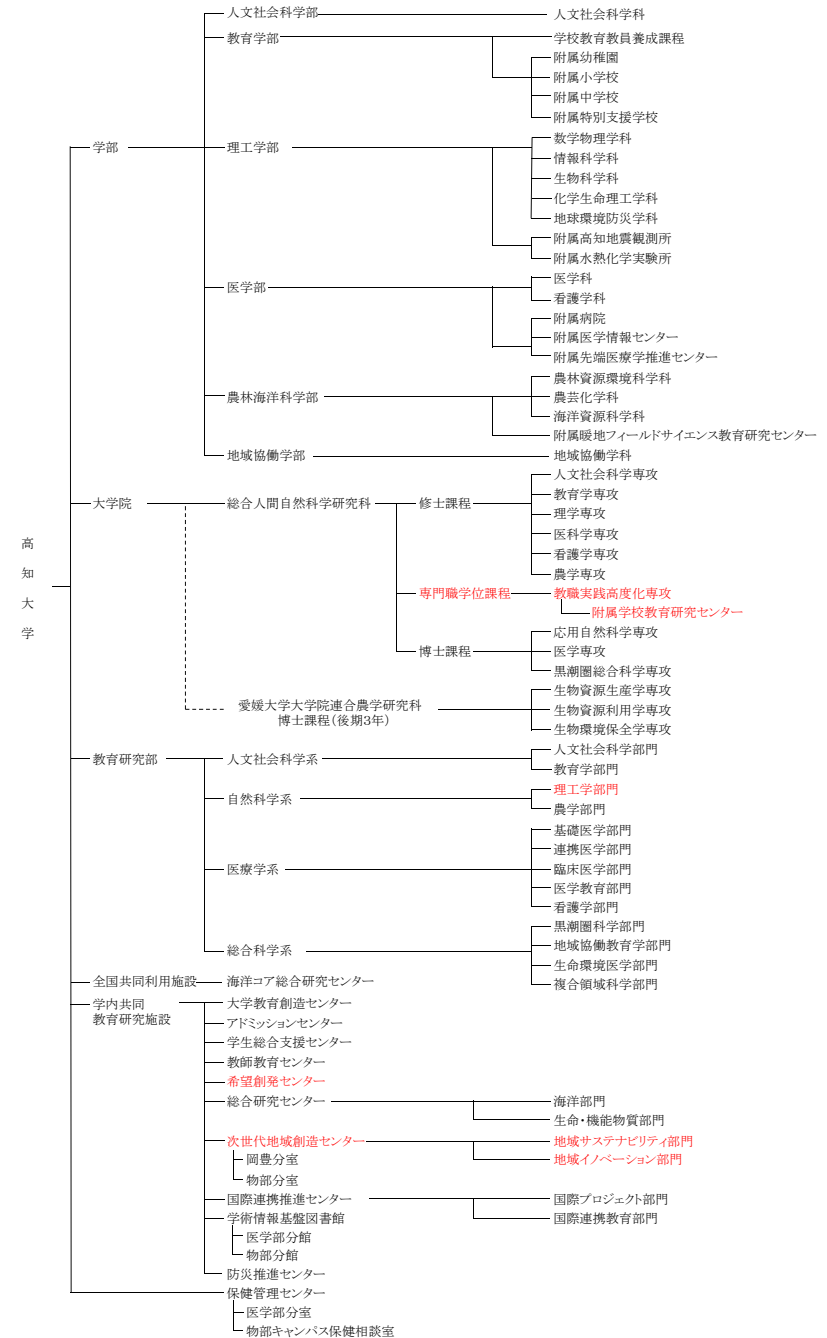 高知大学
学部
人文社会科学部
人文社会科学科
教育学部
学校教育教員養成課程
附属幼稚園
附属小学校
附属中学校
附属特別支援学校
理工学部
数学物理学科
情報科学科
生物科学科
化学生命理工学科
地球環境防災学科
附属高知地震観測所
附属水熱化学実験所
医学部
医学科
看護学科
附属病院
附属医学情報センター
附属先端医療学推進センター
農林海洋科学部
農林資源環境科学科
農芸化学科
海洋資源科学科
附属暖地フィールドサイエンス教育研究センター
地域協働学部
地域協働学科
大学院
総合人間自然科学研究科
修士課程
人文社会科学専攻
教育学専攻
理学専攻
医科学専攻
看護学専攻
農学専攻
専門職学位課程
教職実践高度化専攻
附属学校教育研究センター
博士課程
応用自然科学専攻
医学専攻
黒潮圏総合科学専攻
愛媛大学大学院連合農学研究科
博士課程(後期3年)
生物資源生産学専攻
生物資源利用学専攻
生物環境保全学専攻
教育研究部
人文社会科学系
人文社会科学部門
教育学部門
自然科学系
理工学部門
農学部門
医療学系
基礎医学部門
連携医学部門
臨床医学部門
医学教育部門
看護学部門
総合科学系
黒潮圏科学部門
地域協働教育学部門
生命環境医学部門
複合領域科学部門
全国共同利用施設
海洋コア総合研究センター
学内共同
教育研究施設
大学教育創造センター
アドミッションセンター
学生総合支援センター
教師教育センター
希望創発センター
総合研究センター
海洋部門
生命・機能物質部門
次世代地域創造センター
地域サステナビリティ部門
地域イノベーション部門
岡豊分室
物部分室
国際連携推進センター
国際プロジェクト部門
国際連携教育部門
学術情報基盤図書館
医学部分館
物部分館
防災推進センター
保健管理センター
医学部分室
物部キャンパス保健相談室